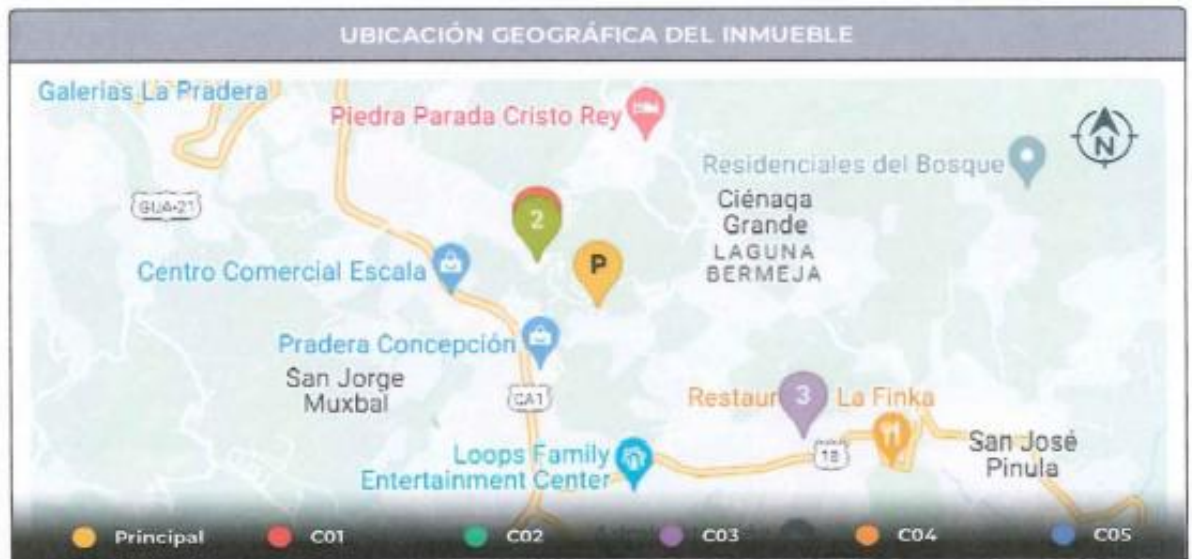 UBICACIÓN GEOGRÁFICA DEL INMUEBLE
Galerias La Pradera
Piedra Parada Cristo Rey
N
Residenciales del Bosque
GUA-21
2
Ciénaga
Grande
LAGUNA
BERMEJA
Centro Comercial Escala
P
Pradera Concepción
San Jorge
Muxbal
CA1
Restaur
3
La Finka
18
San José
Pinula
Loops Family
Entertainment Center
Principal
C01
C02
C03
C04
C05